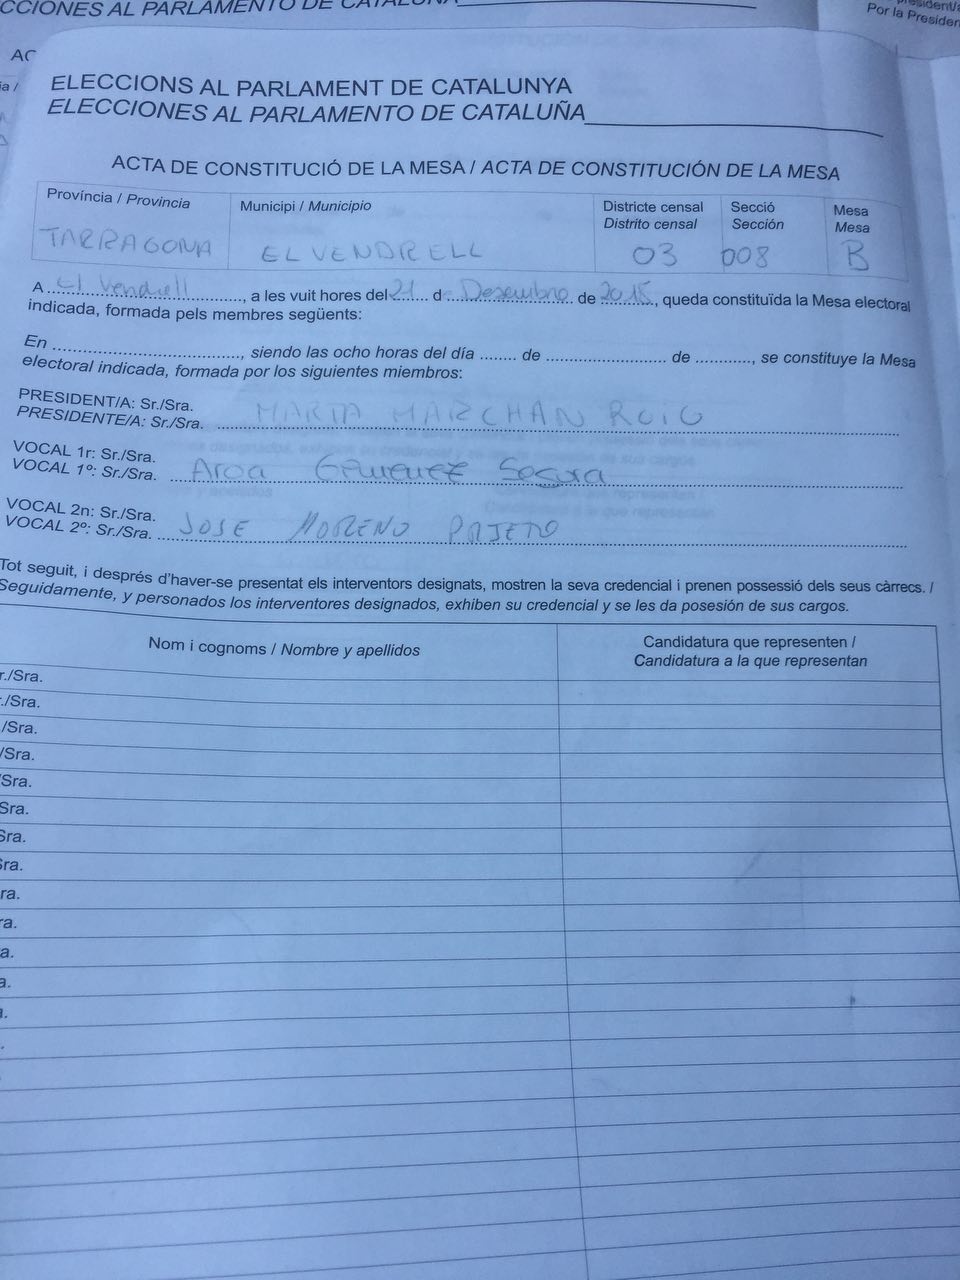 CCIONES AL PARLAMENTO DE CATALUÑA
Por la Presiden
AC
ELECCIONS AL PARLAMENT DE CATALUNYA
ELECCIONES AL PARLAMENTO DE CATALUÑA
ACTA DE CONSTITUCIÓ DE LA MESA / ACTA DE CONSTITUCIÓN DE LA MESA
Província / Provincia Municipi / Municipio Districte censal Secció Mesa
Distrito censal Sección Mesa
TARRAGONA EL VENDRELL 03 008 B
A El Vendrell, a les vuit hores del 21 d Desembre de 2015, queda constituïda la Mesa electoral
indicada, formada pels membres següents:
En ........, siendo las ocho horas del día ........ de ........ de ........, se constituye la Mesa
electoral indicada, formada por los siguientes miembros:
PRESIDENT/A: Sr./Sra.
PRESIDENTE/A: Sr./Sra. MARTA MARCHAN ROIG
VOCAL 1r: Sr./Sra.
VOCAL 1º: Sr./Sra. Aroa Gimenez Segura
VOCAL 2n: Sr./Sra.
VOCAL 2º: Sr./Sra. JOSE MORENO
Tot seguit, i després d'haver-se presentat els interventors designats, mostren la seva credencial i prenen possessió dels seus càrrecs. /
Seguidamente, y personados los interventores designados, exhiben su credencial y se les da posesión de sus cargos.
Nom i cognoms / Nombre y apellidos Candidatura que representen /
Candidatura a la que representan
r./Sra.
r./Sra.
/Sra.
/Sra.
/Sra.
Sra.
Sra.
Sra.
ra.
ra.
a.
a.